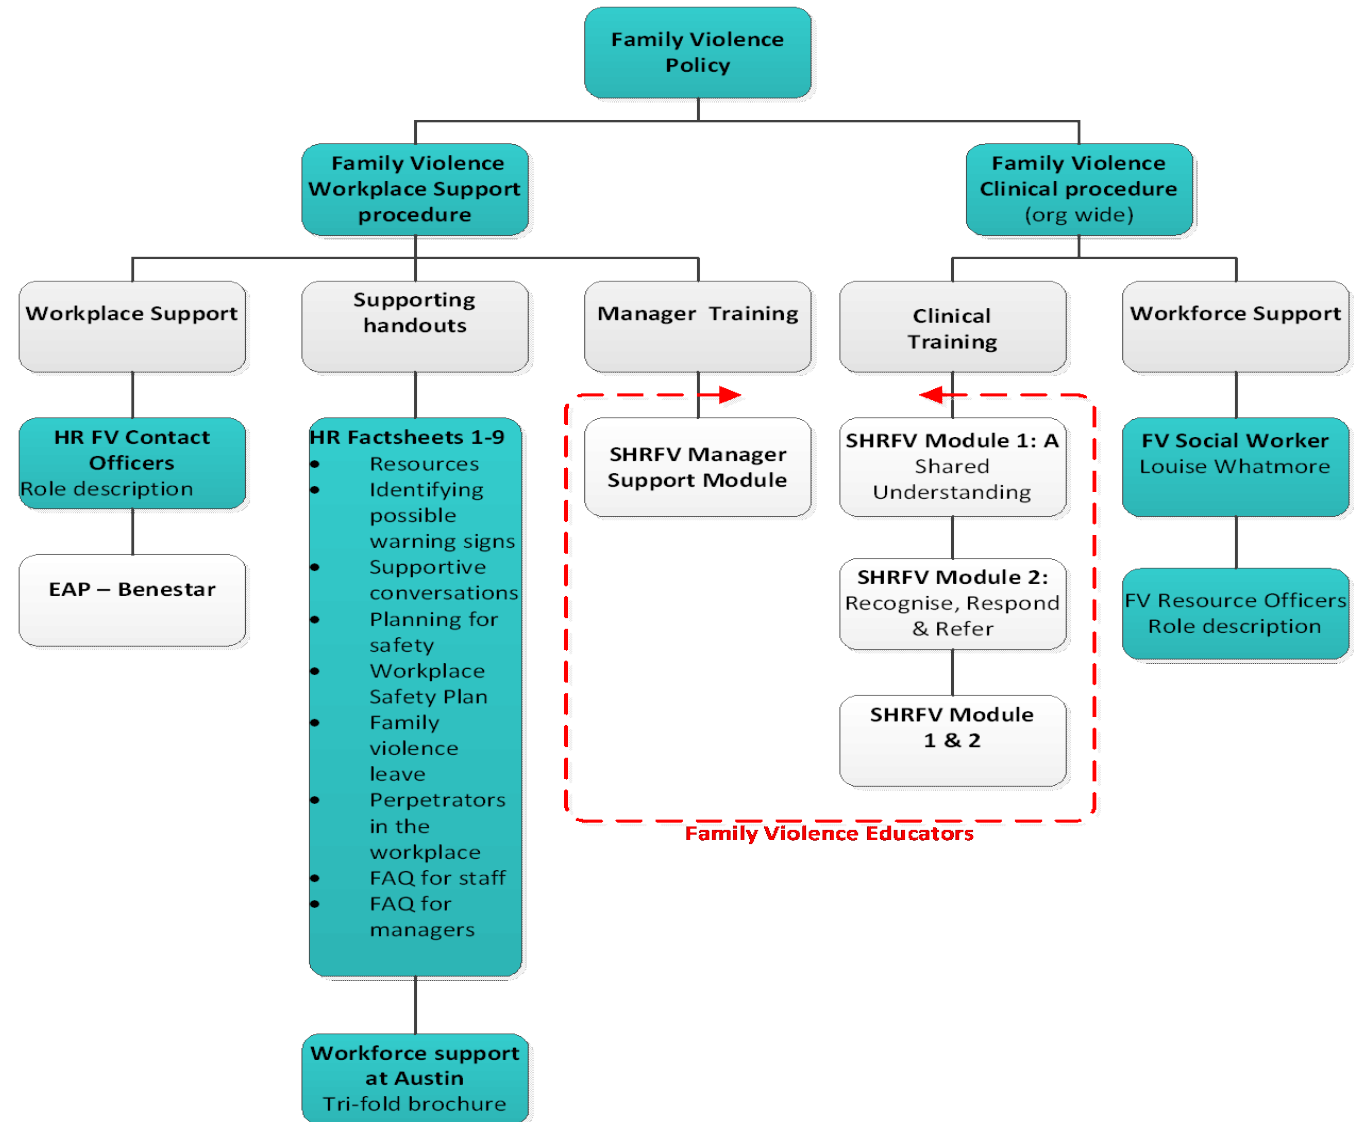 Family Violence
Policy
Family Violence
Workplace Support
procedure
Family Violence
Clinical procedure
(org wide)
Workplace Support
Supporting
handouts
Manager Training
Clinical
Training
Workforce Support
HR FV Contact
Officers
Role description
EAP – Benestar
HR Factsheets 1-9
• Resources
• Identifying
possible
warning signs
• Supportive
conversations
• Planning for
safety
• Workplace
Safety Plan
• Family
violence
leave
• Perpetrators
in the
workplace
• FAQ for staff
• FAQ for
managers
Workforce support
at Austin
Tri-fold brochure
SHRFV Manager
Support Module
SHRFV Module 1: A
Shared
Understanding
SHRFV Module 2:
Recognise, Respond
& Refer
SHRFV Module
1 & 2
Family Violence Educators
FV Social Worker
Louise Whatmore
FV Resource Officers
Role description